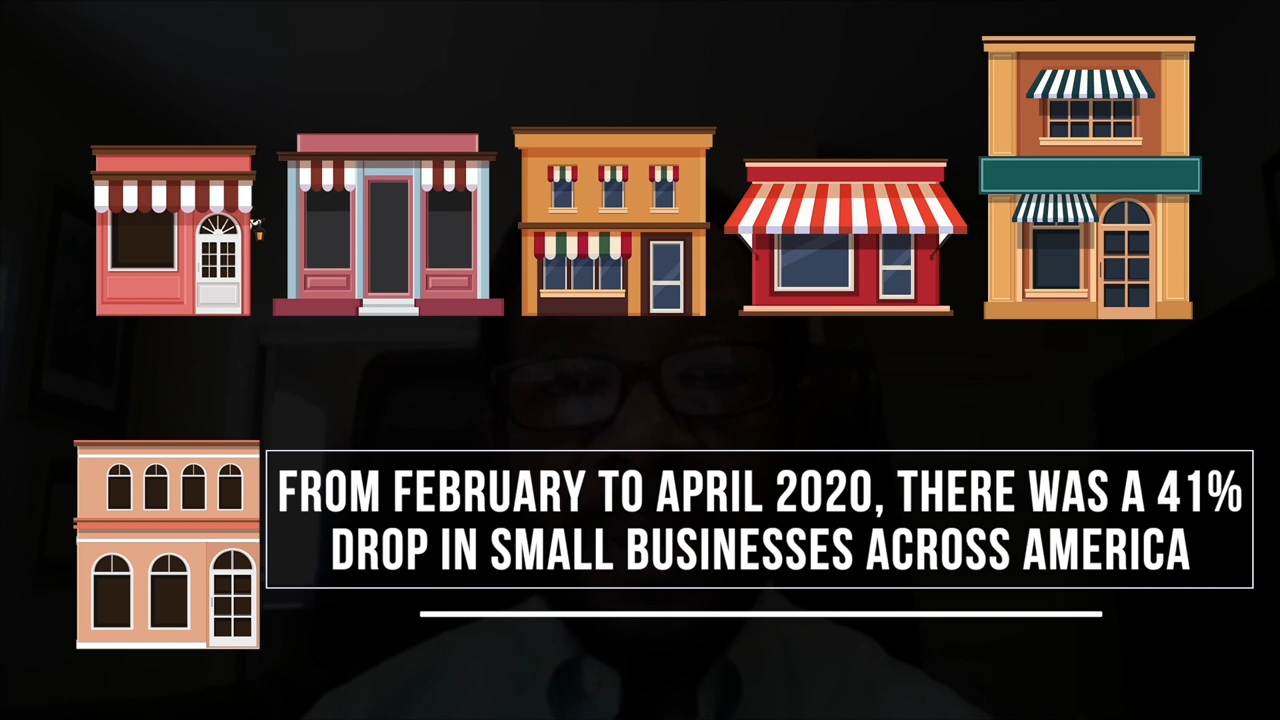 FROM FEBRUARY TO APRIL 2020, THERE WAS A 41%
DROP IN SMALL BUSINESSES ACROSS AMERICA